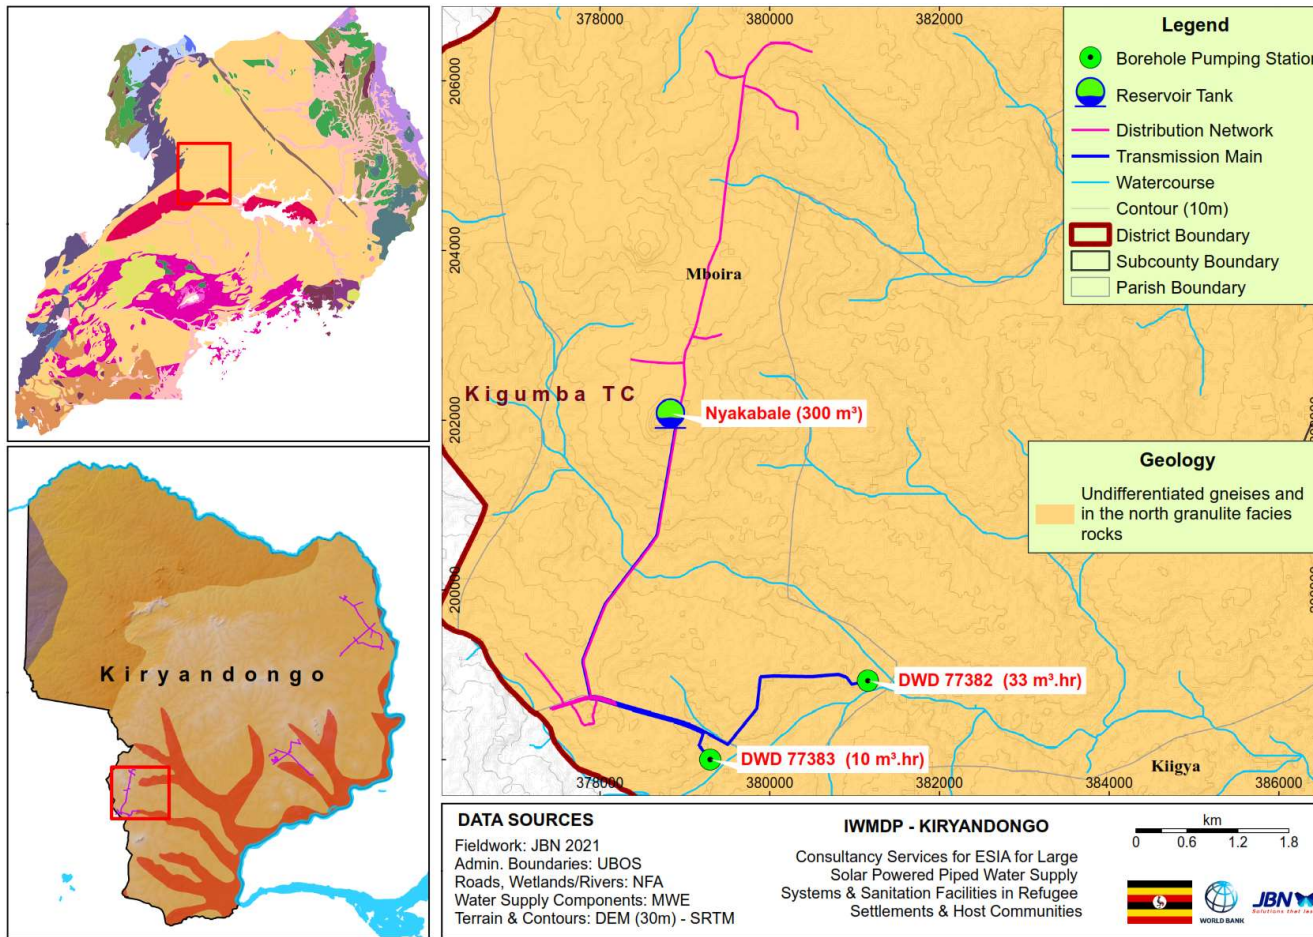 378000
380000
382000
206000
204000
202000
200000
Legend
Borehole Pumping Station
Reservoir Tank
Distribution Network
Transmission Main
Watercourse
Contour (10m)
District Boundary
Subcounty Boundary
Parish Boundary
Mboira
Kigumba TC
Nyakabale (300 m³)
Geology
Undifferentiated gneises and
in the north granulite facies
rocks
Kiryandongo
DWD 77382 (33 m³.hr)
DWD 77383 (10 m³.hr)
Kiigya
378000
380000
382000
384000
386000
DATA SOURCES
Fieldwork: JBN 2021
Admin. Boundaries: UBOS
Roads, Wetlands/Rivers: NFA
Water Supply Components: MWE
Terrain & Contours: DEM (30m) - SRTM
IWMDP - KIRYANDONGO
Consultancy Services for ESIA for Large
Solar Powered Piped Water Supply
Systems & Sanitation Facilities in Refugee
Settlements & Host Communities
km
0 0.6 1.2 1.8
WORLD BANK
JBN